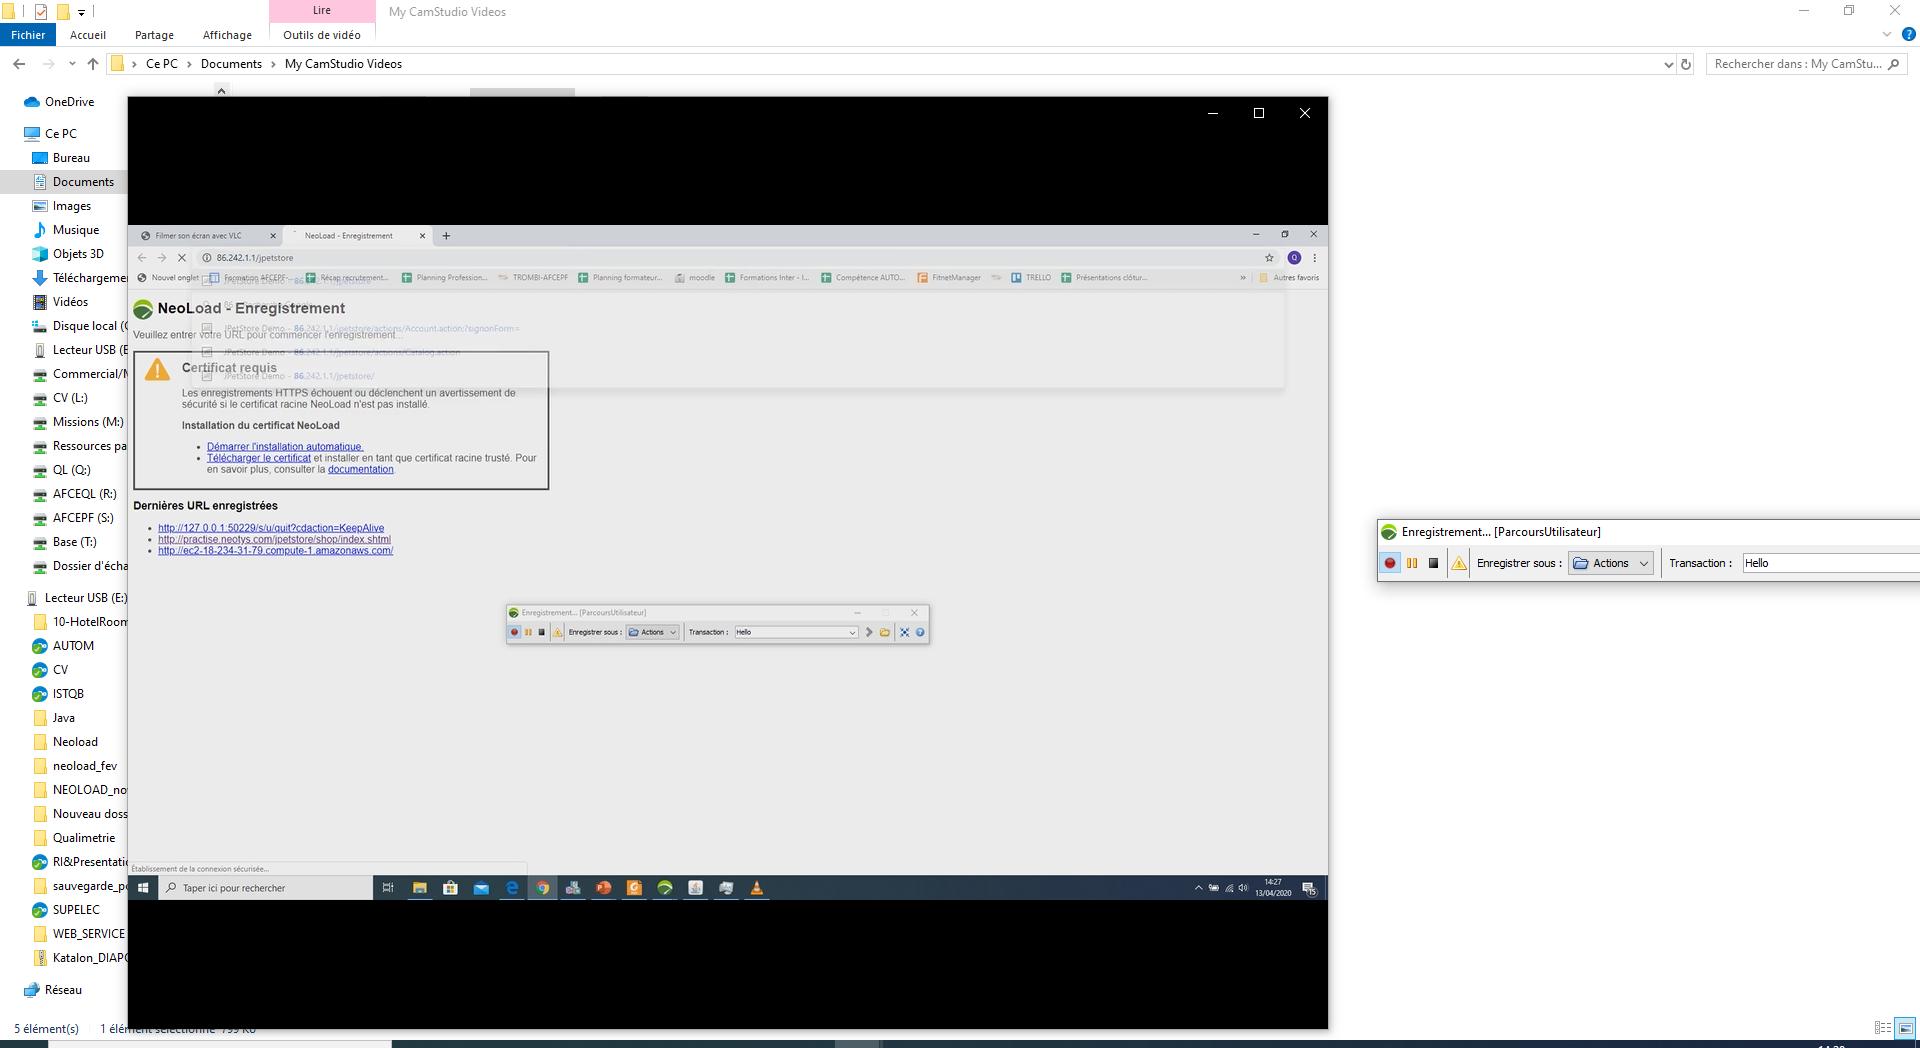 Lire
My CamStudio Videos
Fichier
Accueil
Partage
Affichage
Outils de vidéo
Ce PC > Documents > My CamStudio Videos
Rechercher dans : My CamStu...
OneDrive
Ce PC
Bureau
Documents
Images
Musique
Objets 3D
Téléchargeme
Vidéos
Disque local (
Lecteur USB (E
Commercial/
CV (L:)
Missions (M:)
Ressources pa
QL (Q:)
AFCEQL (R:)
AFCEPF (S:)
Base (T:)
Dossier d'écha
Lecteur USB (E:)
10-HotelRoom
AUTOM
CV
ISTQB
Java
Neoload
neoload_fev
NEOLOAD_no
Nouveau doss
Qualimetrie
RI&Presentati
sauvegarde_p
SUPELEC
WEB_SERVICE
Katalon_DIAP
Réseau
5 élément(s)
1 élément sélectionné 799 Ko
Filmer son écran avec VLC
NeoLoad - Enregistrement
86.242.1.1/jpetstore
Nouvel onglet
Formation AFCEPF-...
Récap recrutement...
Planning Profession...
TROMBI-AFCEPF
Planning formateur...
moodle
Formations Inter - I...
Compétence AUTO...
FitnetManager
TRELLO
Présentations clôtur...
»
Autres favoris
JPetStore Demo - 86.242.1.1/jpetstore
NeoLoad - Enregistrement
JPetStore Demo - 86.242.1.1/jpetstore/actions/Account.action;?signonForm=
Veuillez entrer votre URL pour commencer l'enregistrement...
JPetStore Demo - 86.242.1.1/jpetstore/actions/Catalog.action
Certificat requis
JPetStore Demo - 86.242.1.1/jpetstore/
Les enregistrements HTTPS échouent ou déclenchent un avertissement de
sécurité si le certificat racine NeoLoad n'est pas installé.
Installation du certificat NeoLoad
• Démarrer l'installation automatique.
• Télécharger le certificat et installer en tant que certificat racine trusté. Pour
en savoir plus, consulter la documentation.
Dernières URL enregistrées
• http://127.0.0.1:50229/s/u/quit?cdaction=KeepAlive
• http://practise.neotys.com/jpetstore/shop/index.shtml
• http://ec2-18-234-31-79.compute-1.amazonaws.com/
Enregistrement... [ParcoursUtilisateur]
Enregistrer sous :
Actions
Transaction :
Hello
Établissement de la connexion sécurisée...
Taper ici pour rechercher
14:27
13/04/2020
15
Enregistrement... [ParcoursUtilisateur]
Enregistrer sous :
Actions
Transaction :
Hello